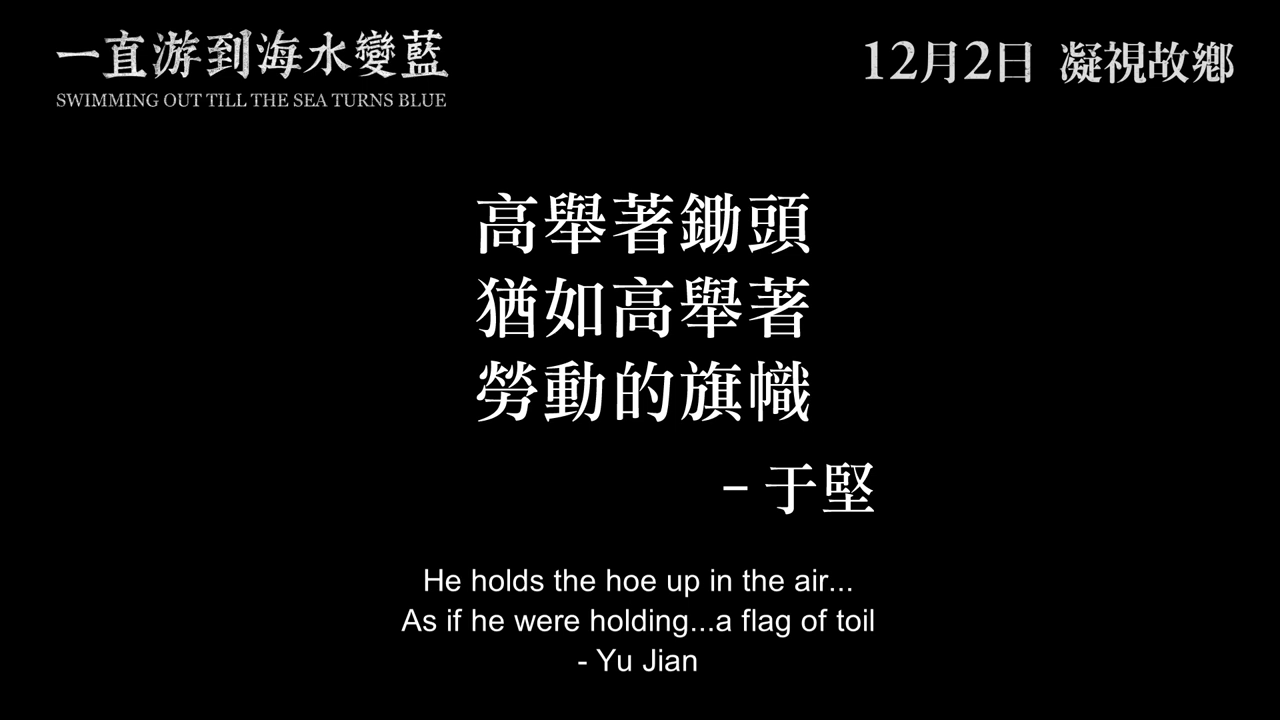 一直游到海水變藍
SWIMMING OUT TILL THE SEA TURNS BLUE
12月2日 凝視故鄉
高舉著鋤頭
猶如高舉著
勞動的旗幟
– 于堅
He holds the hoe up in the air...
As if he were holding...a flag of toil
- Yu Jian